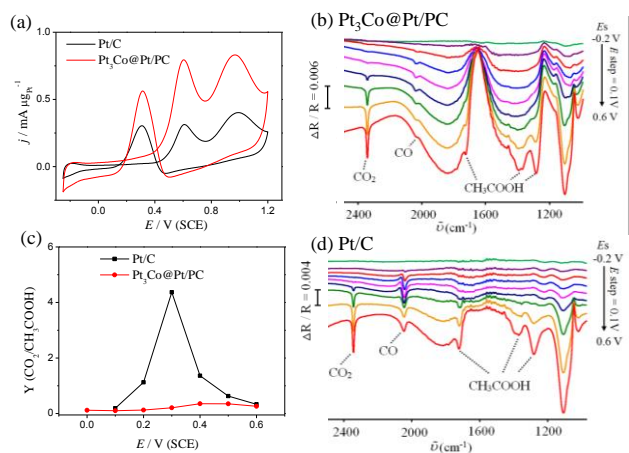 (a)
Pt/C
Pt₃Co@Pt/PC
j / mA μg_Pt⁻¹
1.0
0.5
0.0
0.0 0.4 0.8 1.2
E / V (SCE)
(b) Pt₃Co@Pt/PC
Es
-0.2 V
E step = 0.1V
0.6 V
ΔR / R = 0.006
CO₂
CO
CH₃COOH
2400 2000 1600 1200
ῡ(cm⁻¹)
(c)
Pt/C
Pt₃Co@Pt/PC
Y (CO₂/CH₃COOH)
6
4
2
0
0.0 0.2 0.4 0.6
E / V (SCE)
(d) Pt/C
Es
-0.2 V
E step = 0.1V
0.6 V
ΔR / R = 0.004
CO₂
CO
CH₃COOH
2400 2000 1600 1200
ῡ(cm⁻¹)